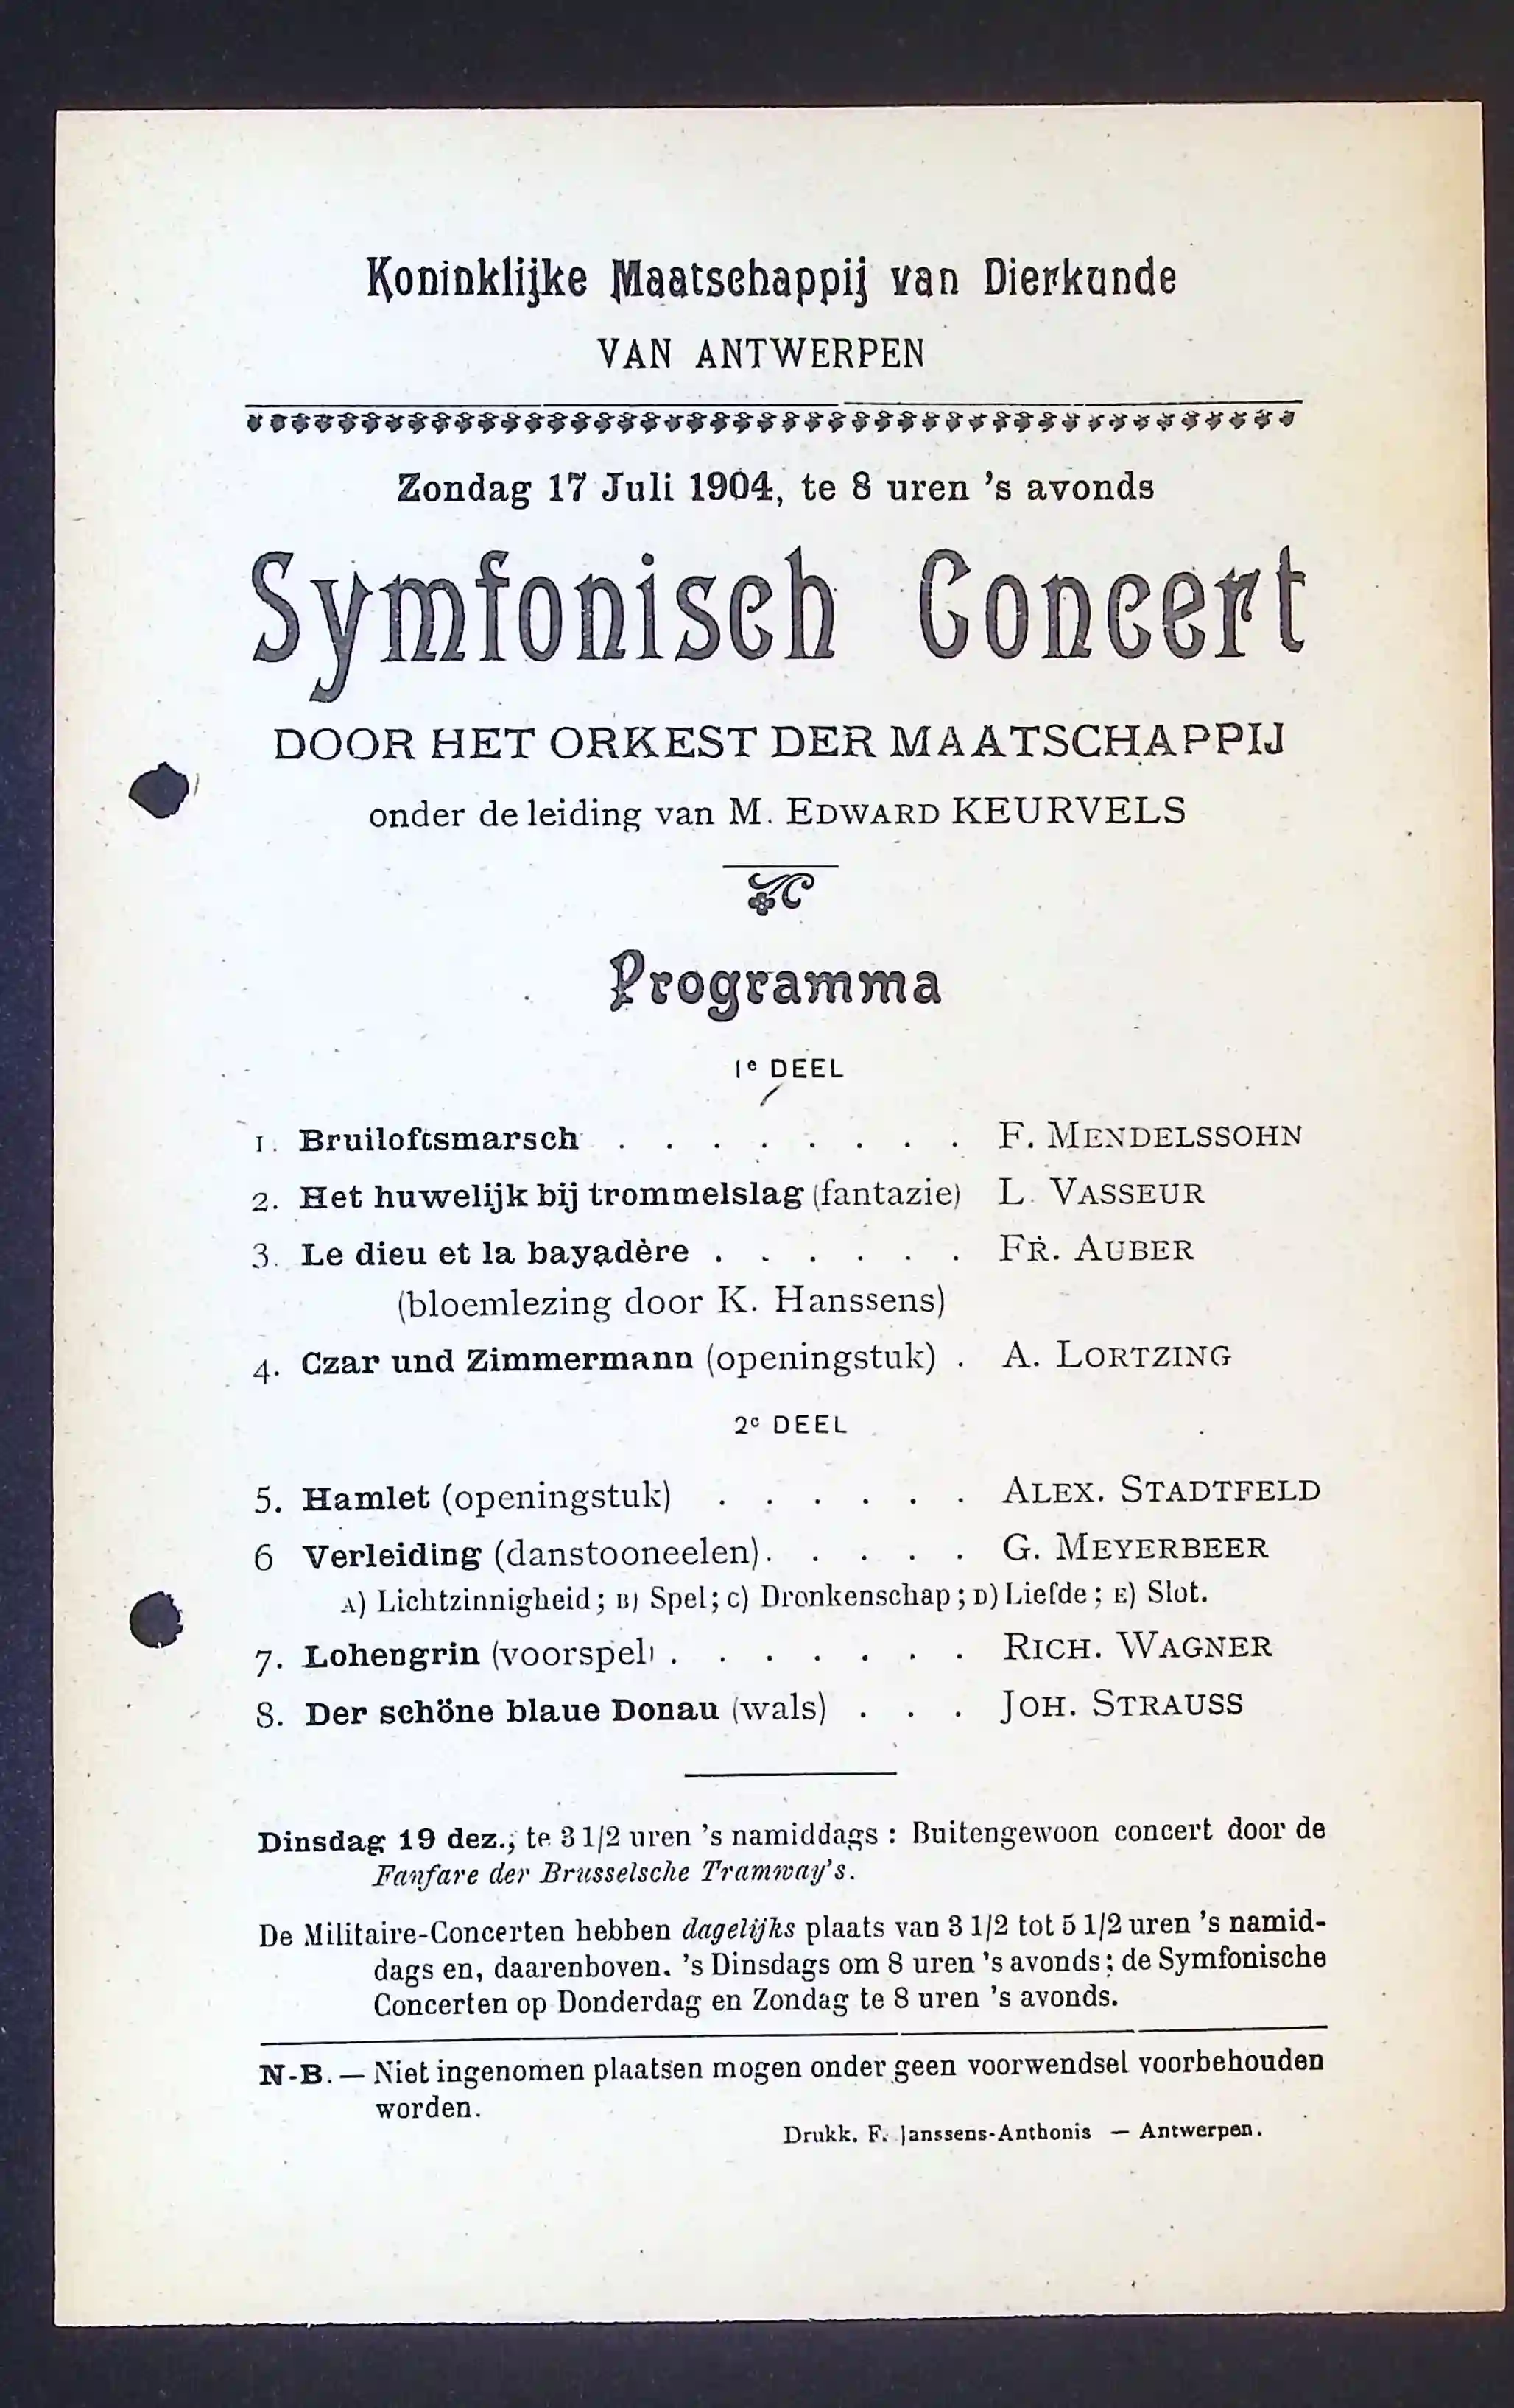 Koninklijke Maatschappij van Dierkunde
VAN ANTWERPEN
Zondag 17 Juli 1904, te 8 uren 's avonds
Symfonisch Concert
DOOR HET ORKEST DER MAATSCHAPPIJ
onder de leiding van M. EDWARD KEURVELS
Programma
1e DEEL
1. Bruiloftsmarsch . . . . . . . . F. MENDELSSOHN
2. Het huwelijk bij trommelslag (fantazie) L. VASSEUR
3. Le dieu et la bayadère . . . . . . FR. AUBER
(bloemlezing door K. Hanssens)
4. Czar und Zimmermann (openingstuk) . A. LORTZING
2e DEEL
5. Hamlet (openingstuk) . . . . . . ALEX. STADTFELD
6 Verleiding (danstooneelen). . . . . G. MEYERBEER
A) Lichtzinnigheid; B) Spel; C) Dronkenschap; D) Liefde; E) Slot.
7. Lohengrin (voorspel) . . . . . . . RICH. WAGNER
8. Der schöne blaue Donau (wals) . . . JOH. STRAUSS
Dinsdag 19 dez., te 3 1/2 uren 's namiddags : Buitengewoon concert door de
Fanfare der Brusselsche Tramway's.
De Militaire-Concerten hebben dagelijks plaats van 3 1/2 tot 5 1/2 uren 's namid-
dags en, daarenboven. 's Dinsdags om 8 uren 's avonds; de Symfonische
Concerten op Donderdag en Zondag te 8 uren 's avonds.
N-B. — Niet ingenomen plaatsen mogen onder geen voorwendsel voorbehouden
worden.
Drukk. F. Janssens-Anthonis — Antwerpen.